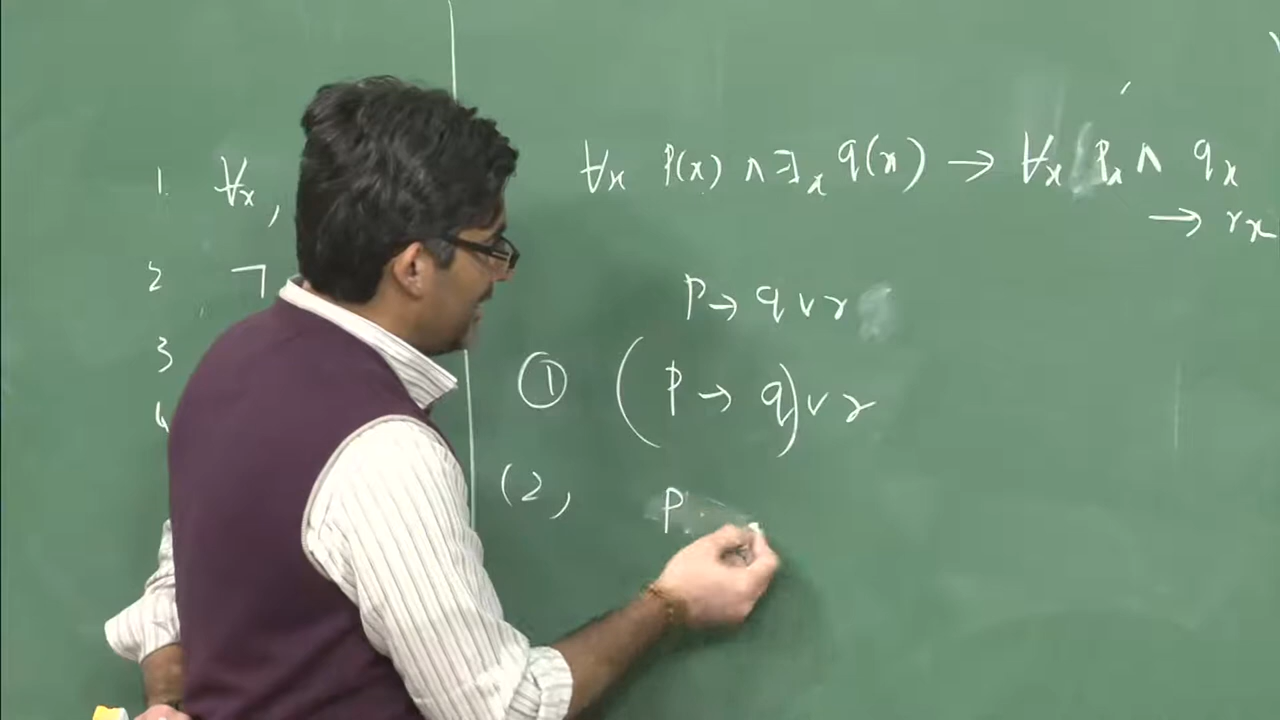 1. ∀x,
∀x P(x) ∧ ∃x q(x) → ∀x Px ∧ qx
→ rx
2 ¬
P → q ∨ r
3
① (P → q) ∨ r
4
(2) P